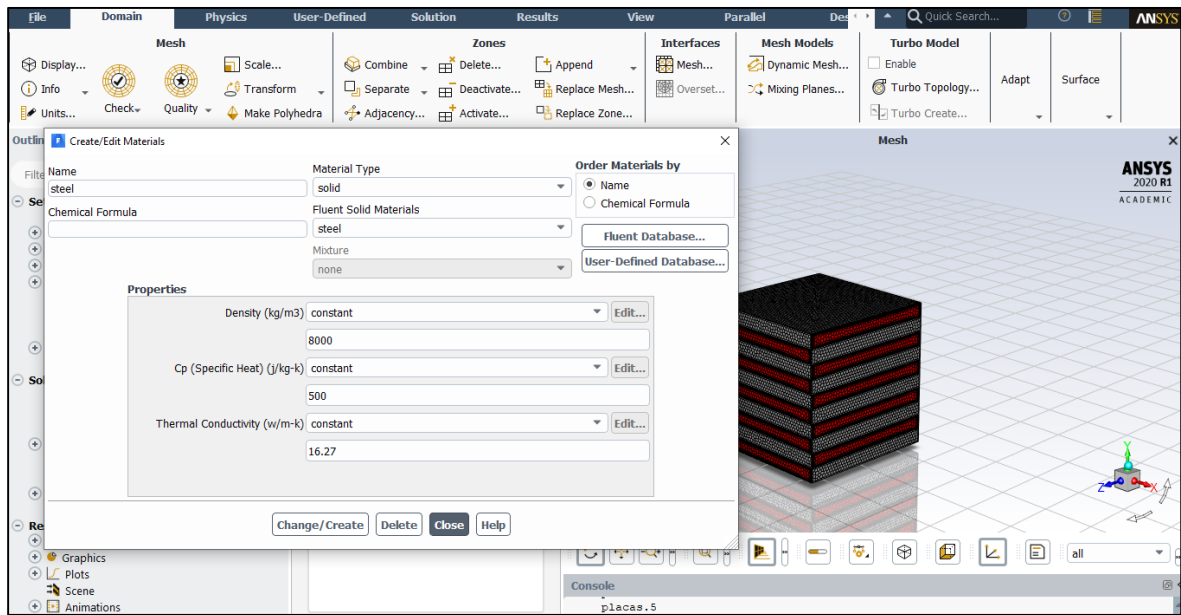 File Domain Physics User-Defined Solution Results View Parallel Des Quick Search... ANSYS
Mesh Zones Interfaces Mesh Models Turbo Model
Display... Scale... Combine Delete... Append Mesh... Dynamic Mesh... Enable
Info Transform Separate Deactivate... Replace Mesh... Overset... Mixing Planes... Turbo Topology... Adapt Surface
Units... Check Quality Make Polyhedra Adjacency... Activate... Replace Zone... Turbo Create...
Outlin Create/Edit Materials Mesh
ANSYS
2020 R1
ACADEMIC
Filte
Name Material Type Order Materials by
steel solid Name
Se Chemical Formula Fluent Solid Materials Chemical Formula
steel Fluent Database...
Mixture User-Defined Database...
none
Properties
Density (kg/m3) constant Edit...
8000
Cp (Specific Heat) (j/kg-k) constant Edit...
Sol
500
Thermal Conductivity (w/m-k) constant Edit...
16.27
Y
Z X
Change/Create Delete Close Help
Re
Graphics all
Plots
Scene Console
Animations placas.5